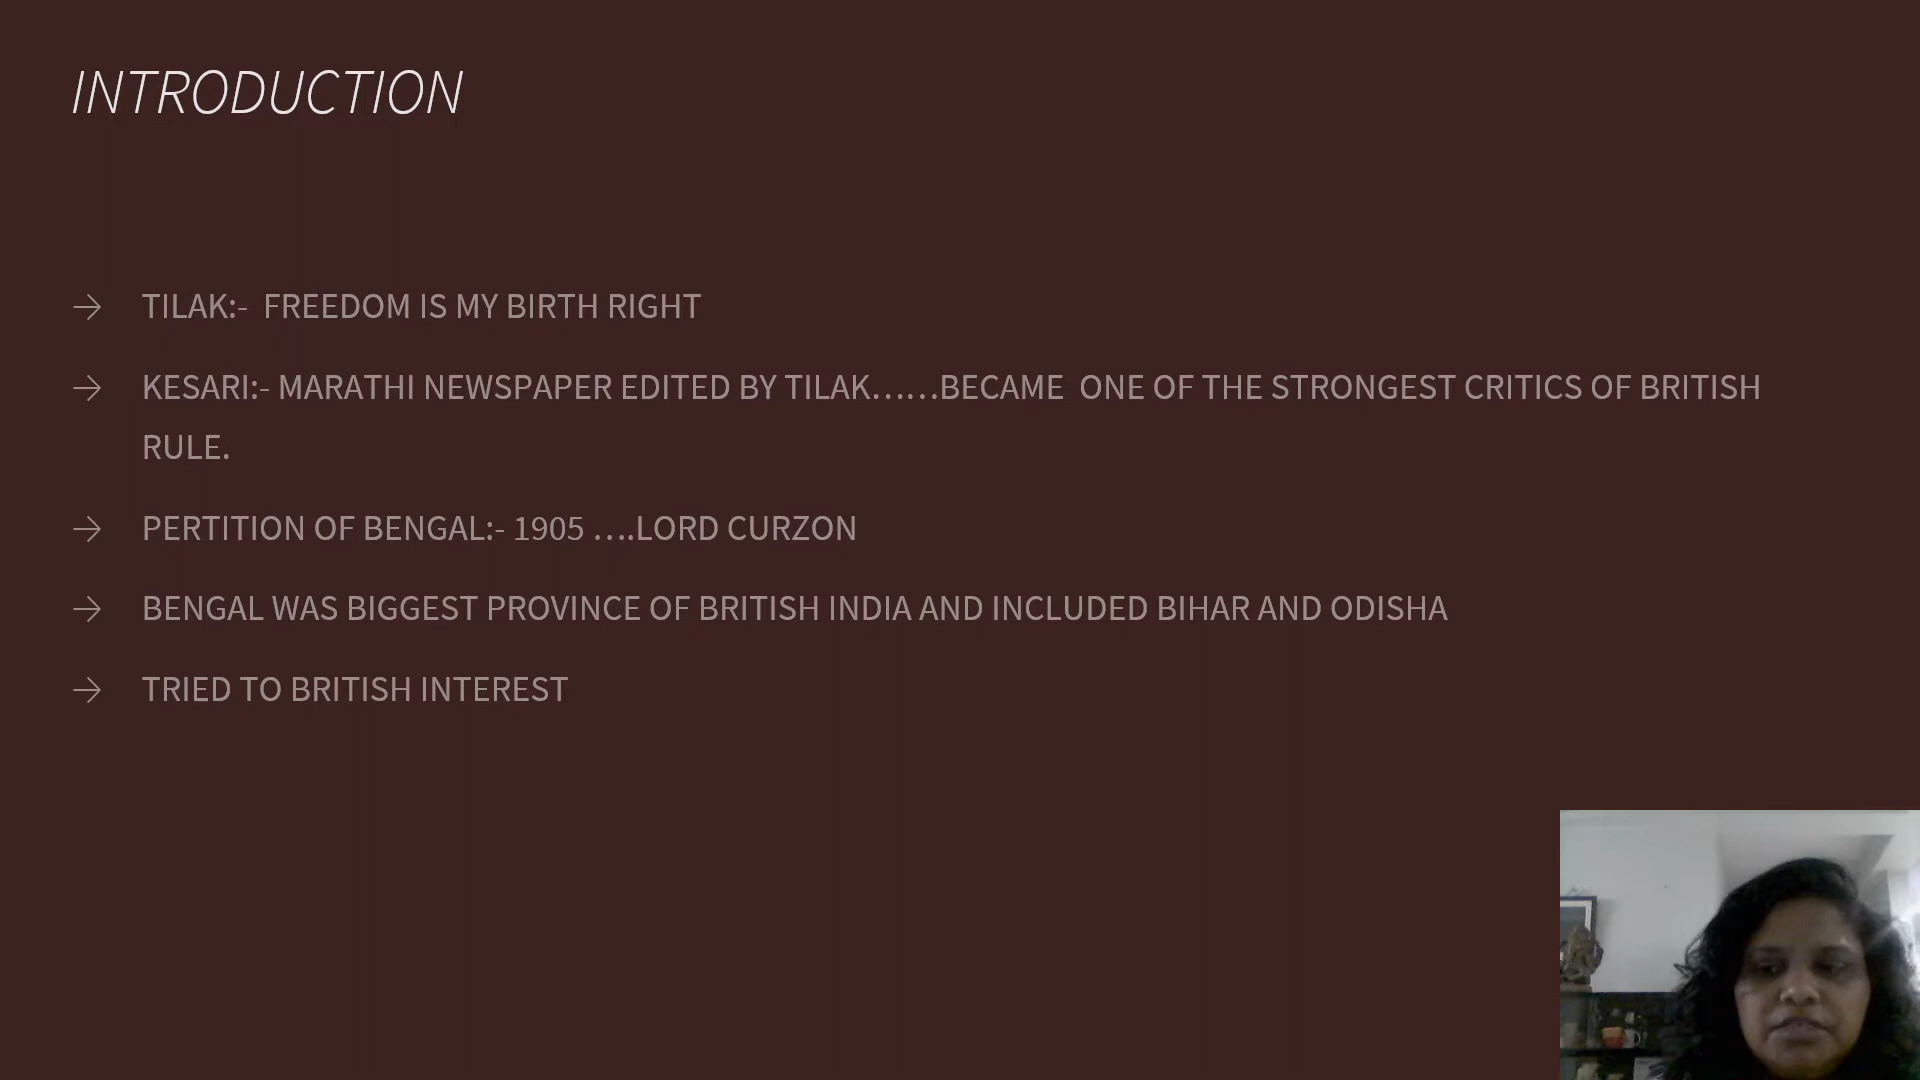 INTRODUCTION
→ TILAK:-  FREEDOM IS MY BIRTH RIGHT
→ KESARI:- MARATHI NEWSPAPER EDITED BY TILAK……BECAME  ONE OF THE STRONGEST CRITICS OF BRITISH
RULE.
→ PERTITION OF BENGAL:- 1905 ….LORD CURZON
→ BENGAL WAS BIGGEST PROVINCE OF BRITISH INDIA AND INCLUDED BIHAR AND ODISHA
→ TRIED TO BRITISH INTEREST